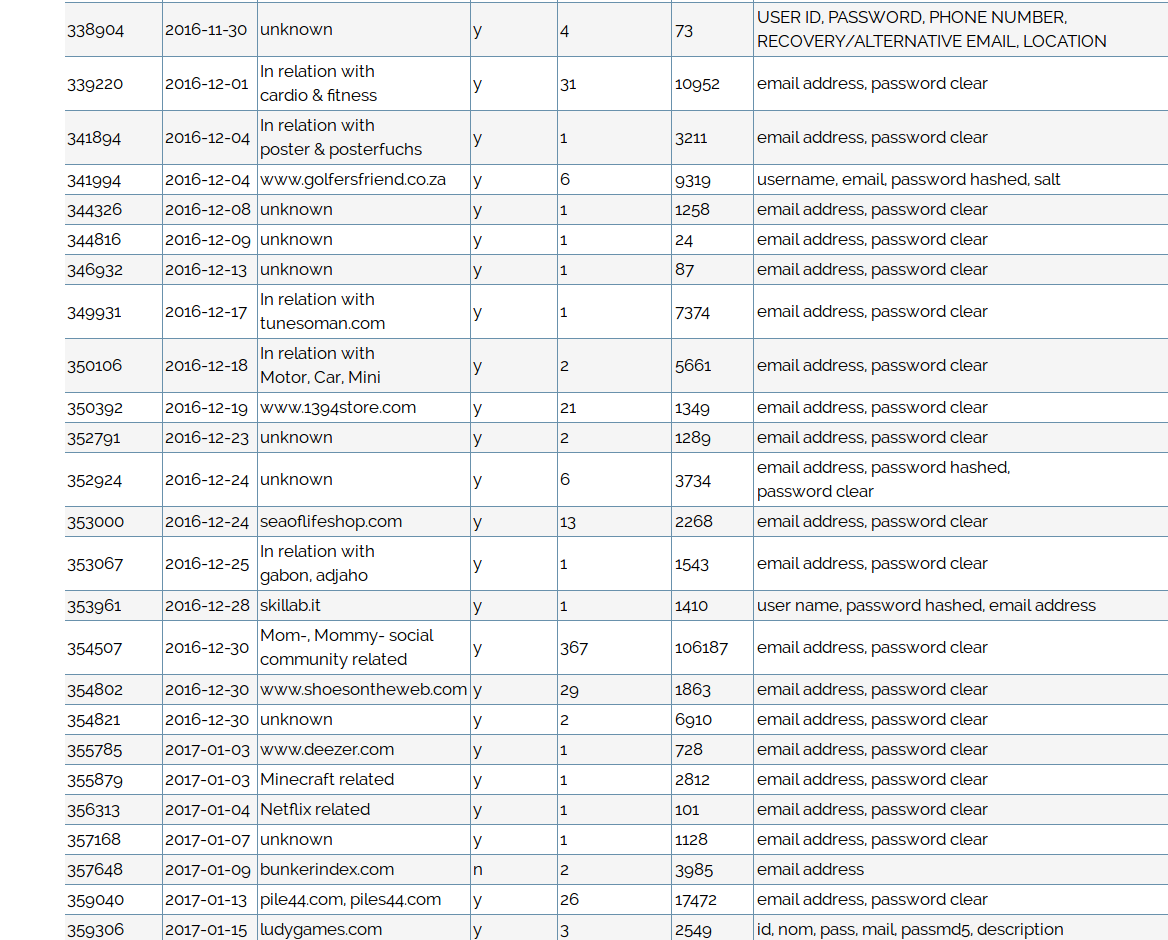 338904 2016-11-30 unknown y 4 73 USER ID, PASSWORD, PHONE NUMBER,
RECOVERY/ALTERNATIVE EMAIL, LOCATION
339220 2016-12-01 In relation with
cardio & fitness y 31 10952 email address, password clear
341894 2016-12-04 In relation with
poster & posterfuchs y 1 3211 email address, password clear
341994 2016-12-04 www.golfersfriend.co.za y 6 9319 username, email, password hashed, salt
344326 2016-12-08 unknown y 1 1258 email address, password clear
344816 2016-12-09 unknown y 1 24 email address, password clear
346932 2016-12-13 unknown y 1 87 email address, password clear
349931 2016-12-17 In relation with
tunesoman.com y 1 7374 email address, password clear
350106 2016-12-18 In relation with
Motor, Car, Mini y 2 5661 email address, password clear
350392 2016-12-19 www.1394store.com y 21 1349 email address, password clear
352791 2016-12-23 unknown y 2 1289 email address, password clear
352924 2016-12-24 unknown y 6 3734 email address, password hashed,
password clear
353000 2016-12-24 seaoflifeshop.com y 13 2268 email address, password clear
353067 2016-12-25 In relation with
gabon, adjaho y 1 1543 email address, password clear
353961 2016-12-28 skillab.it y 1 1410 user name, password hashed, email address
354507 2016-12-30 Mom-, Mommy- social
community related y 367 106187 email address, password clear
354802 2016-12-30 www.shoesontheweb.com y 29 1863 email address, password clear
354821 2016-12-30 unknown y 2 6910 email address, password clear
355785 2017-01-03 www.deezer.com y 1 728 email address, password clear
355879 2017-01-03 Minecraft related y 1 2812 email address, password clear
356313 2017-01-04 Netflix related y 1 101 email address, password clear
357168 2017-01-07 unknown y 1 1128 email address, password clear
357648 2017-01-09 bunkerindex.com n 2 3985 email address
359040 2017-01-13 pile44.com, piles44.com y 26 17472 email address, password clear
359306 2017-01-15 ludygames.com y 3 2549 id, nom, pass, mail, passmd5, description